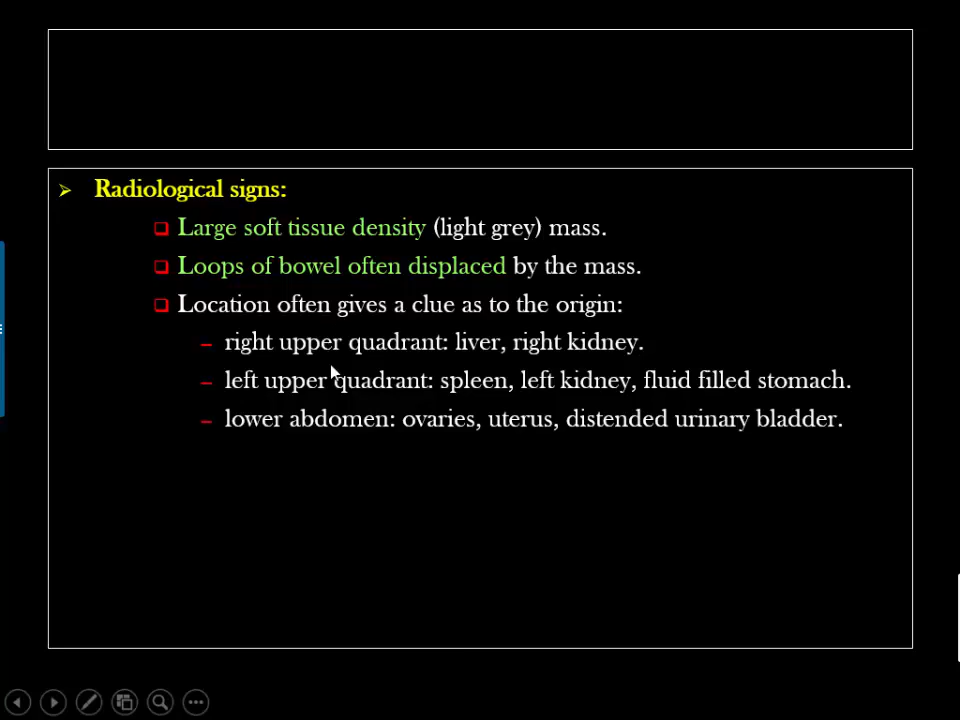 Radiological signs:
Large soft tissue density (light grey) mass.
Loops of bowel often displaced by the mass.
Location often gives a clue as to the origin:
– right upper quadrant: liver, right kidney.
– left upper quadrant: spleen, left kidney, fluid filled stomach.
– lower abdomen: ovaries, uterus, distended urinary bladder.